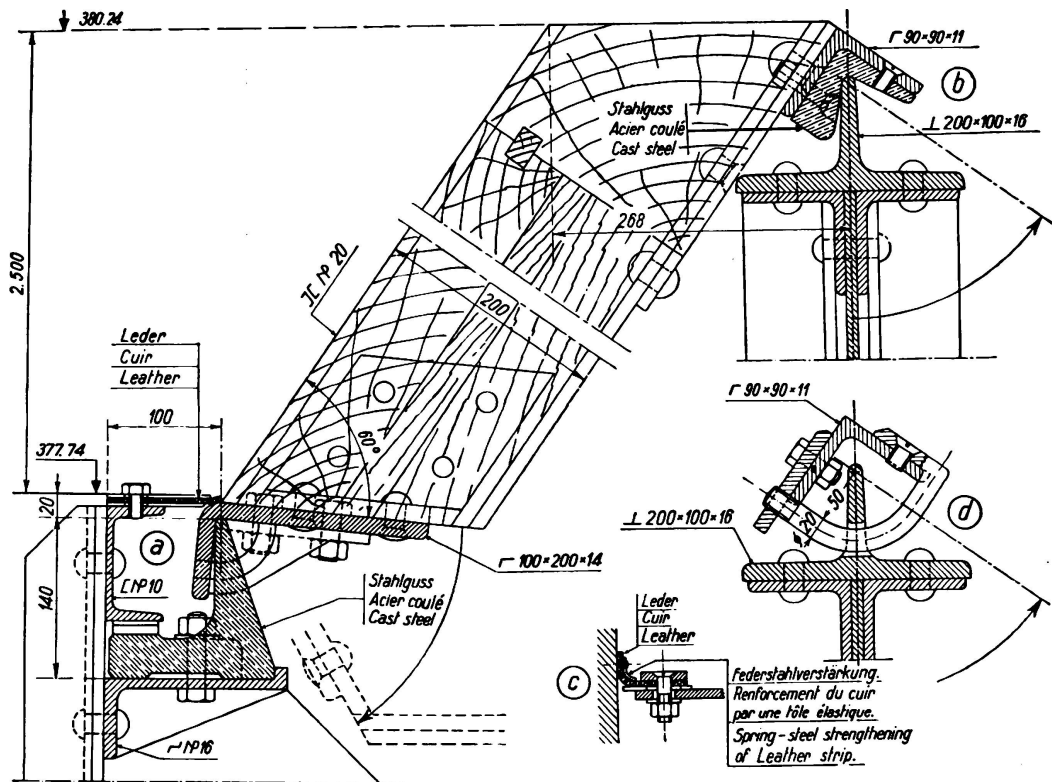 380.24
Γ 90×90×11
b
⊥ 200×100×16
Stahlguss
Acier coulé
Cast steel
268
2.500
][ Nº 20
200
Leder
Cuir
Leather
100
60°
377.74
120
a
[ Nº 10
140
Γ 100×200×14
Stahlguss
Acier coulé
Cast steel
Γ Nº 16
Γ 90×90×11
20
50
d
⊥ 200×100×16
Leder
Cuir
Leather
c
Federstahlverstärkung.
Renforcement du cuir
par une tôle élastique.
Spring-steel strengthening
of Leather strip.